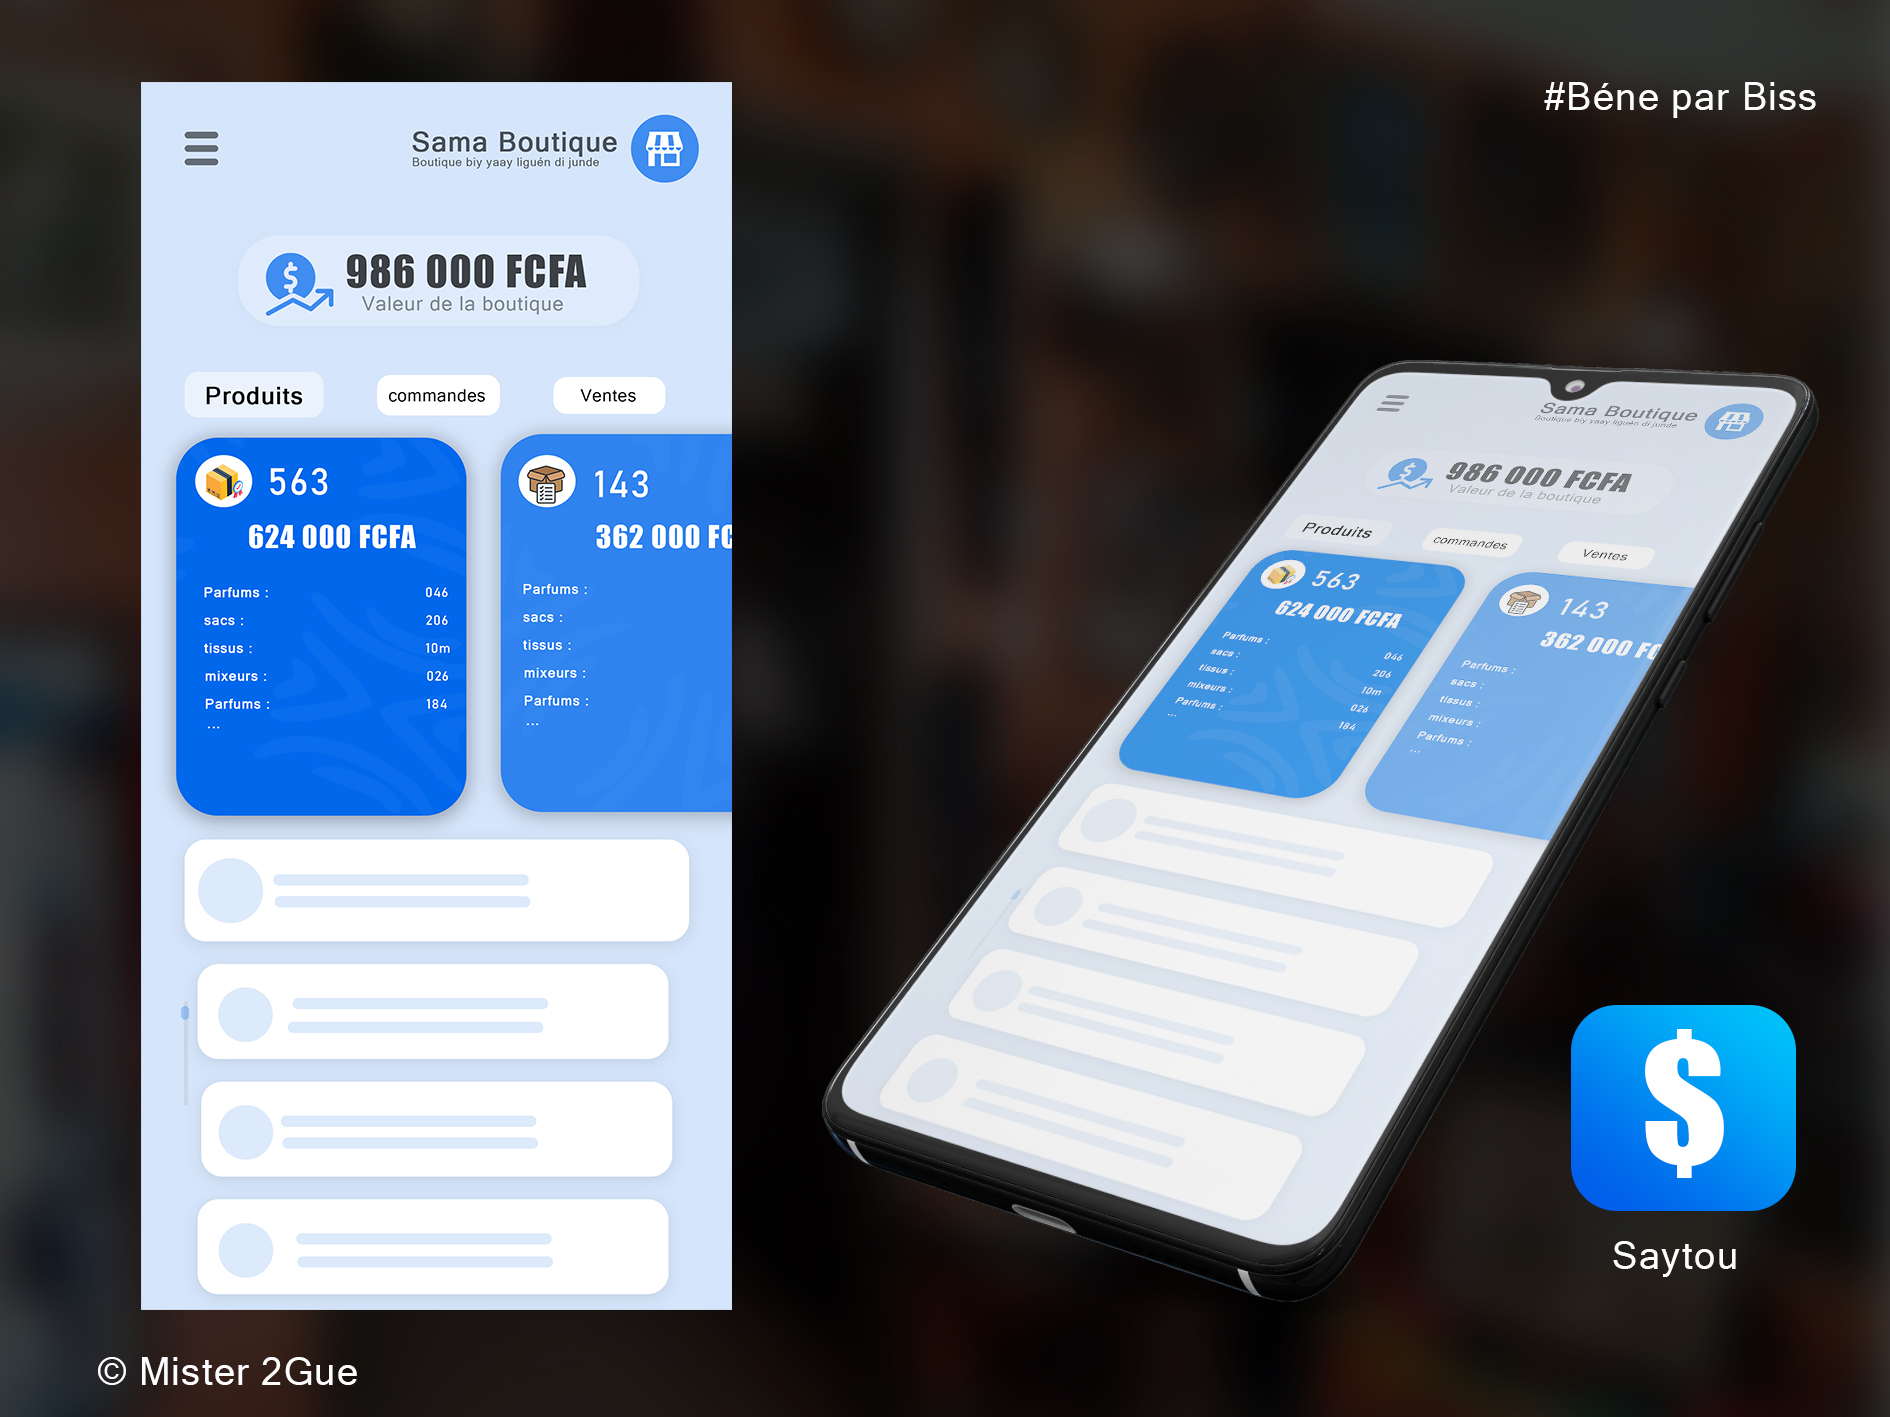 #Béne par Biss
Sama Boutique
Boutique biy yaay liguén di junde
986 000 FCFA
Valeur de la boutique
Produits
commandes
Ventes
563
624 000 FCFA
Parfums : 046
sacs : 206
tissus : 10m
mixeurs : 026
Parfums : 184
...
143
362 000 FC
Parfums :
sacs :
tissus :
mixeurs :
Parfums :
...
Sama Boutique
Boutique biy yaay liguén di junde
986 000 FCFA
Valeur de la boutique
Produits
commandes
Ventes
563
624 000 FCFA
Parfums : 046
sacs : 206
tissus : 10m
mixeurs : 026
Parfums : 184
...
143
362 000 FC
Parfums :
sacs :
tissus :
mixeurs :
Parfums :
...
$
Saytou
© Mister 2Gue